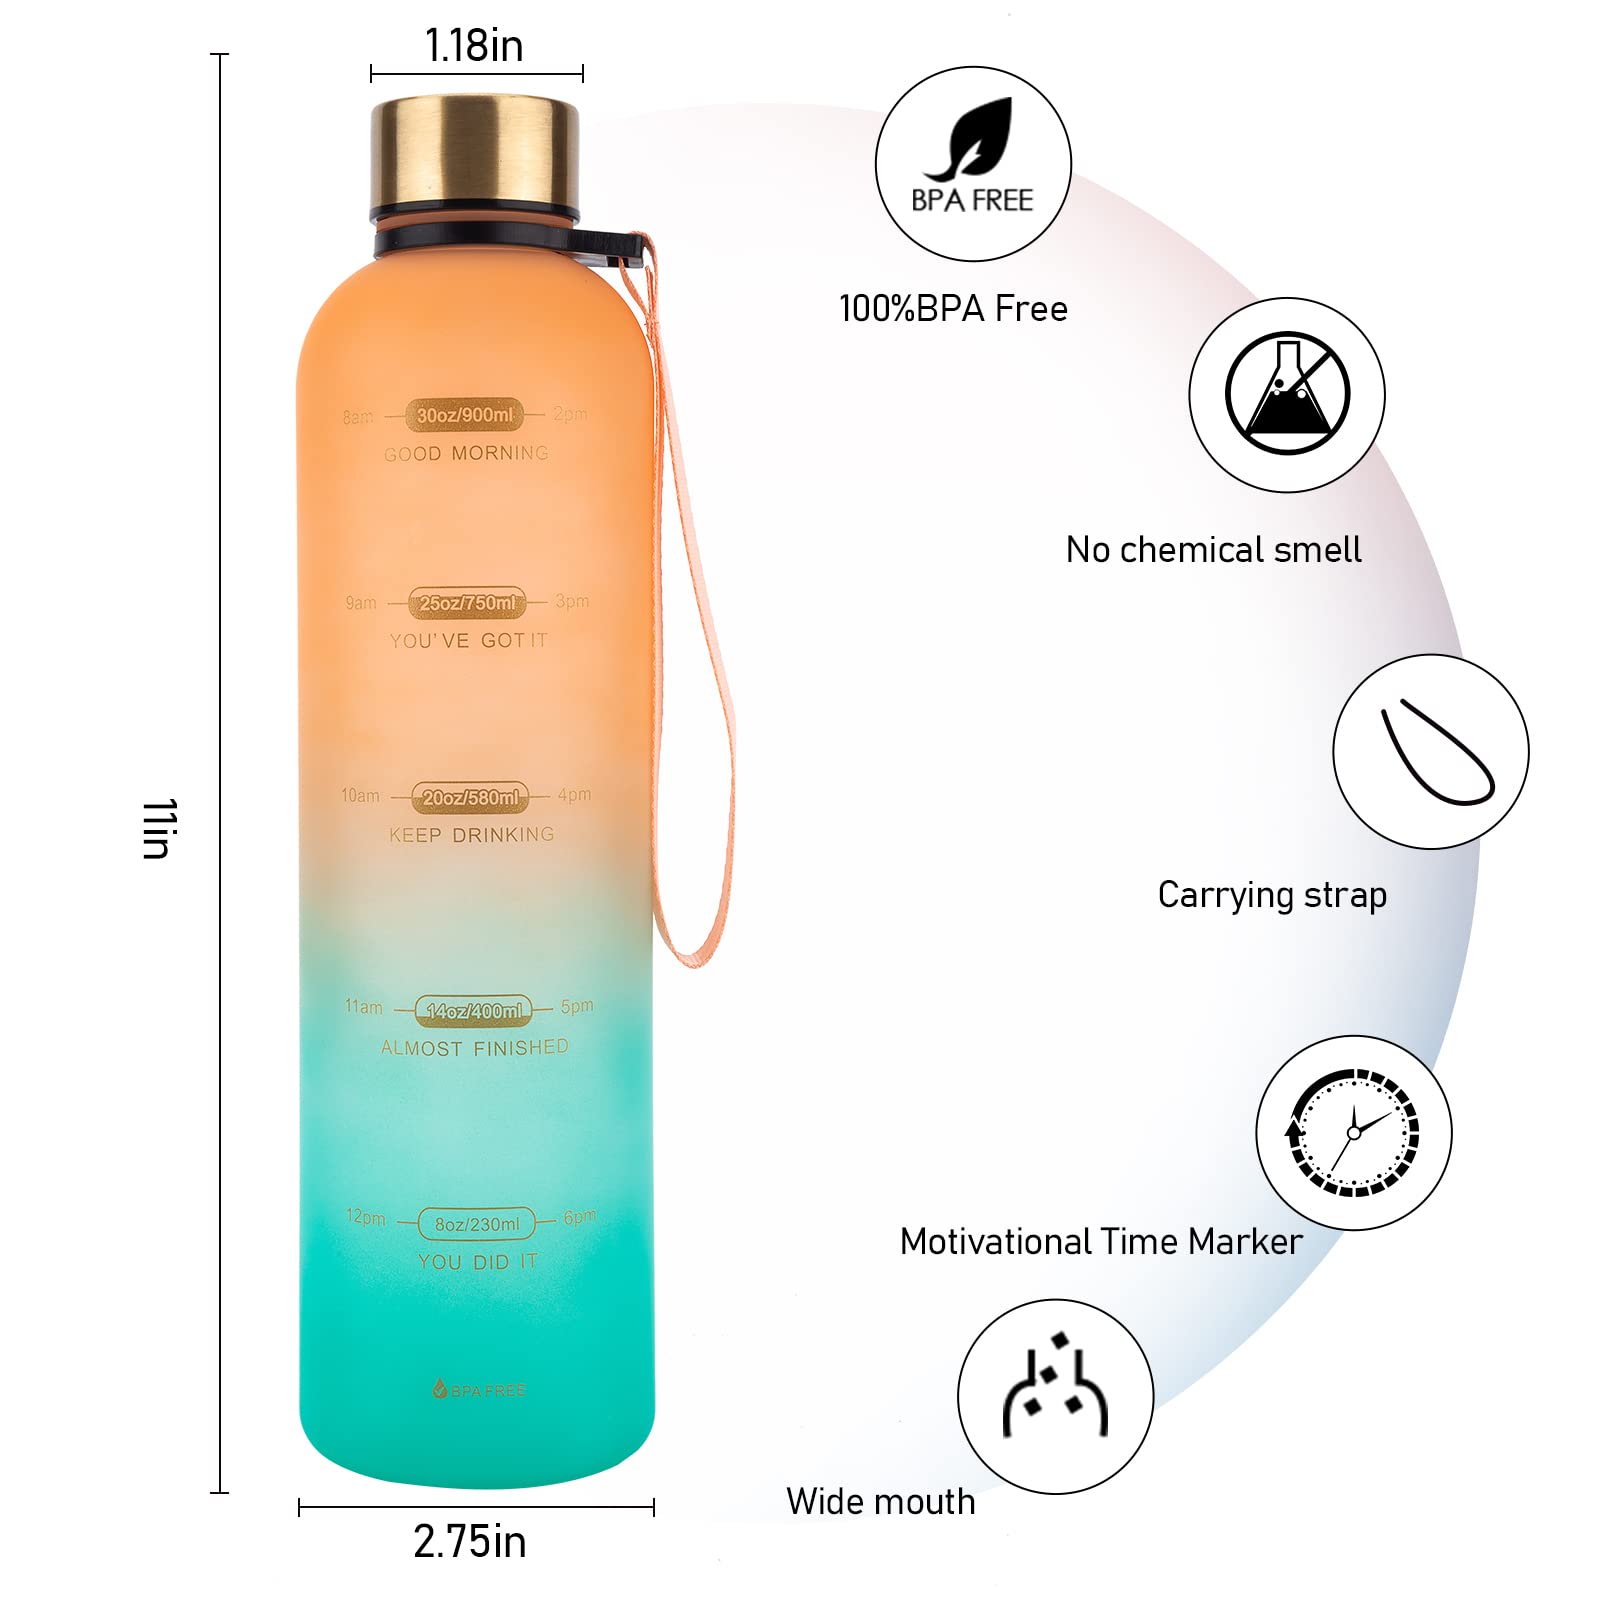 1.18in
11in
8am 30oz/900ml 2pm
GOOD MORNING
9am 25oz/750ml 3pm
YOU'VE GOT IT
10am 20oz/580ml 4pm
KEEP DRINKING
11am 14oz/400ml 5pm
ALMOST FINISHED
12pm 8oz/230ml 6pm
YOU DID IT
BPA FREE
2.75in
BPA FREE
100%BPA Free
No chemical smell
Carrying strap
Motivational Time Marker
Wide mouth